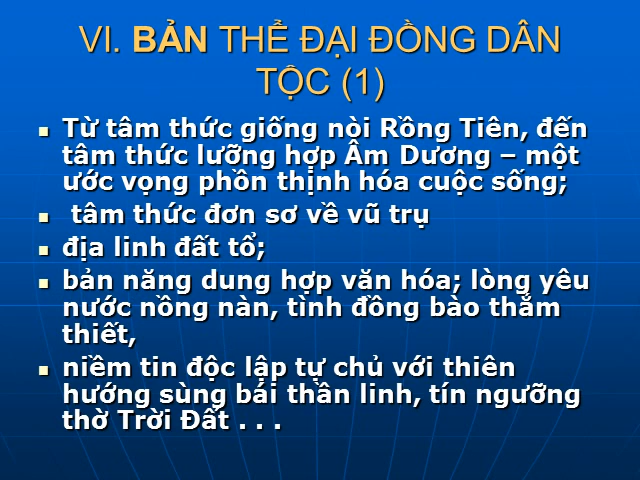 VI. BẢN THỂ ĐẠI ĐỒNG DÂN
TỘC (1)
Từ tâm thức giống nòi Rồng Tiên, đến
tâm thức lưỡng hợp Âm Dương – một
ước vọng phồn thịnh hóa cuộc sống;
tâm thức đơn sơ về vũ trụ
địa linh đất tổ;
bản năng dung hợp văn hóa; lòng yêu
nước nồng nàn, tình đồng bào thắm
thiết,
niềm tin độc lập tự chủ với thiên
hướng sùng bái thần linh, tín ngưỡng
thờ Trời Đất . . .